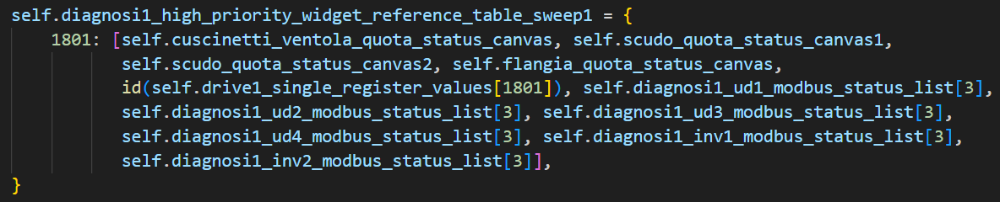 self.diagnosi1_high_priority_widget_reference_table_sweep1 = {
    1801: [self.cuscinetti_ventola_quota_status_canvas, self.scudo_quota_status_canvas1,
           self.scudo_quota_status_canvas2, self.flangia_quota_status_canvas,
           id(self.drive1_single_register_values[1801]), self.diagnosi1_ud1_modbus_status_list[3],
           self.diagnosi1_ud2_modbus_status_list[3], self.diagnosi1_ud3_modbus_status_list[3],
           self.diagnosi1_ud4_modbus_status_list[3], self.diagnosi1_inv1_modbus_status_list[3],
           self.diagnosi1_inv2_modbus_status_list[3]],
}